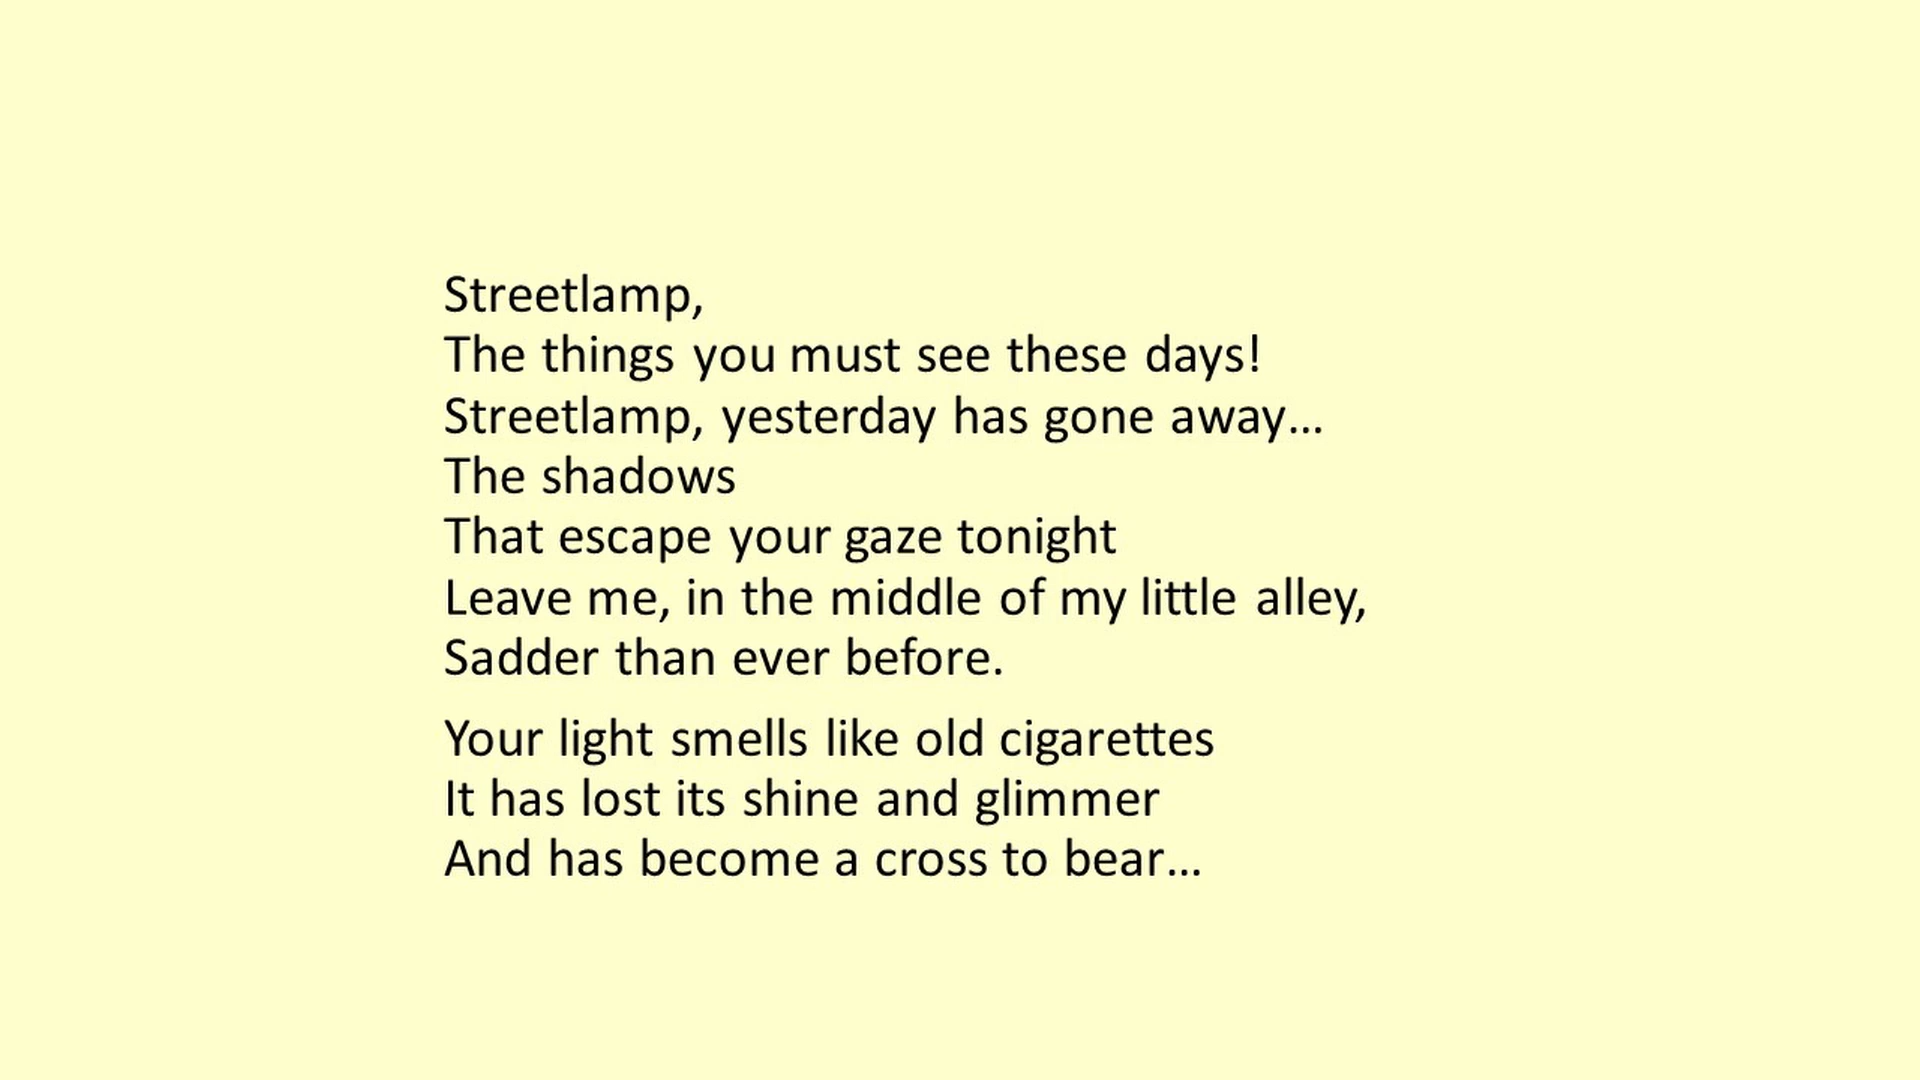 Streetlamp,
The things you must see these days!
Streetlamp, yesterday has gone away...
The shadows
That escape your gaze tonight
Leave me, in the middle of my little alley,
Sadder than ever before.
Your light smells like old cigarettes
It has lost its shine and glimmer
And has become a cross to bear...